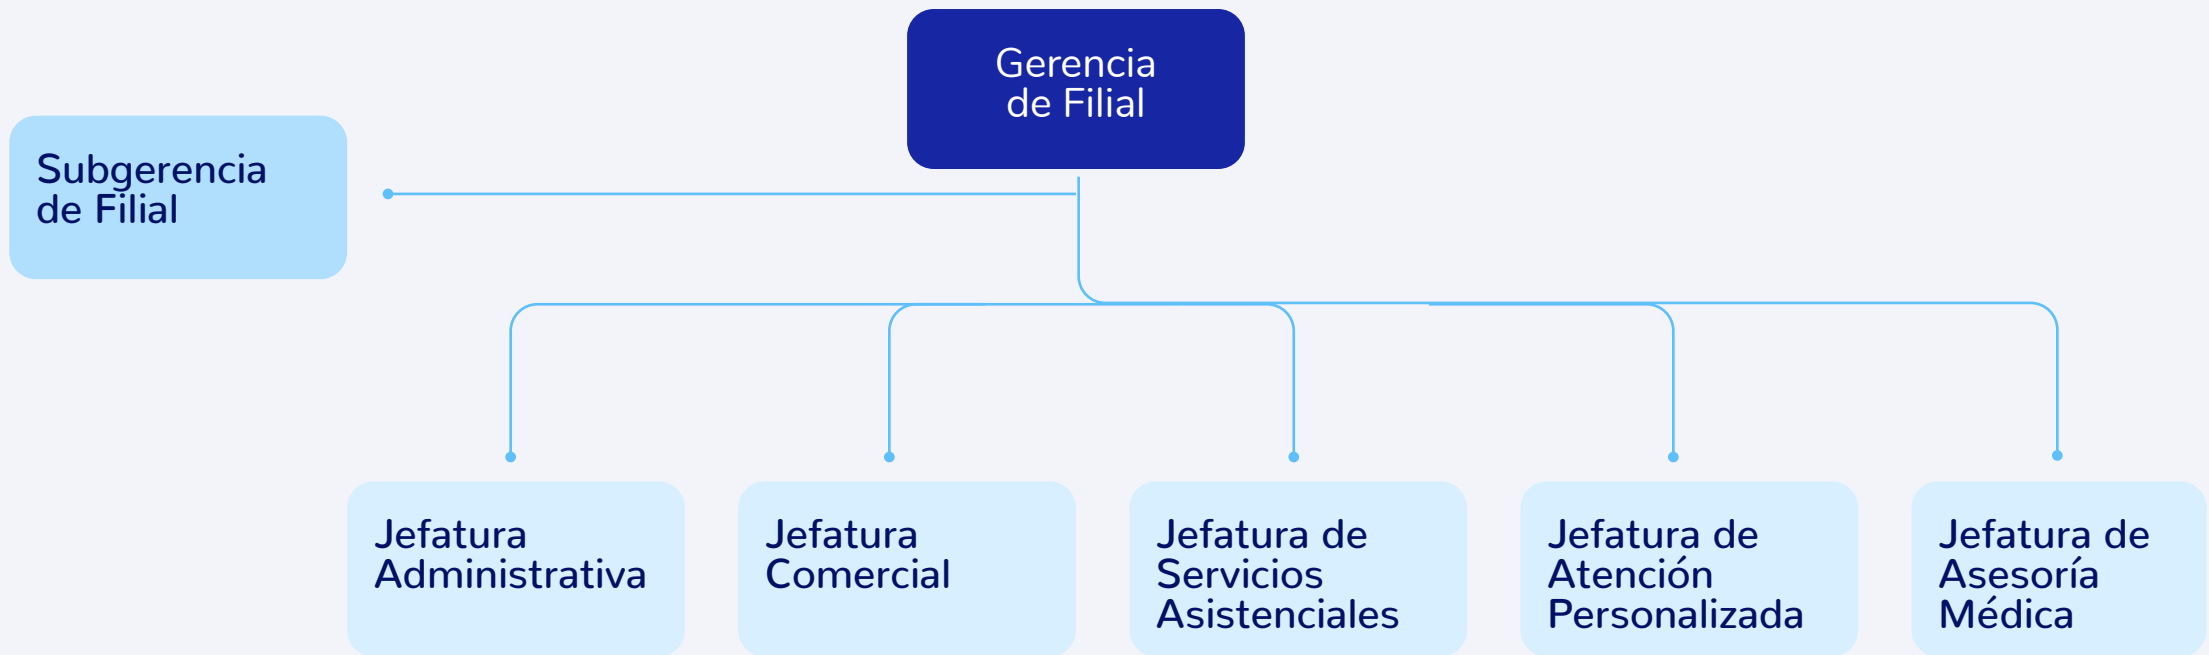 Gerencia
de Filial
Subgerencia
de Filial
Jefatura
Administrativa
Jefatura
Comercial
Jefatura de
Servicios
Asistenciales
Jefatura de
Atención
Personalizada
Jefatura de
Asesoría
Médica